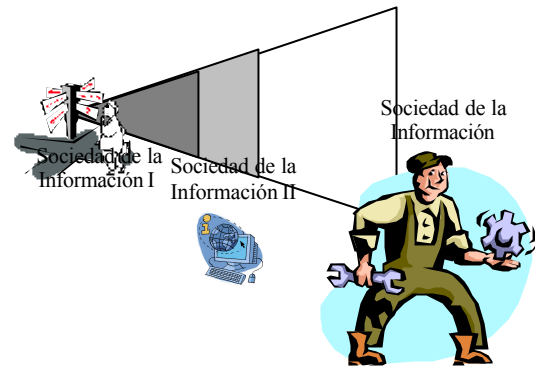 Sociedad de la
Información I
Sociedad de la
Información II
Sociedad de la
Información